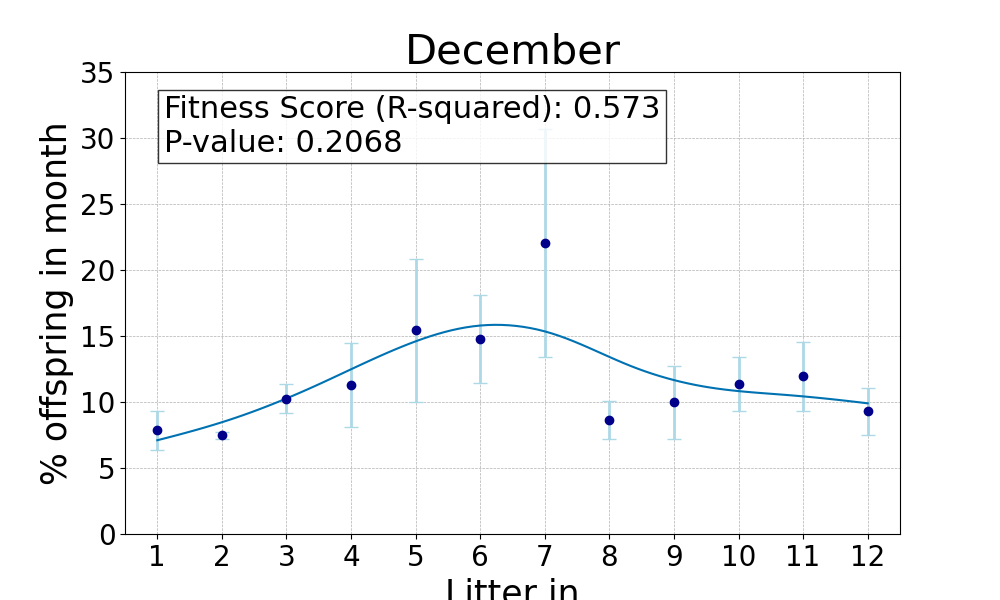 December
Fitness Score (R-squared): 0.573
P-value: 0.2068
% offspring in month
35
30
25
20
15
10
5
0
1 2 3 4 5 6 7 8 9 10 11 12
Litter in